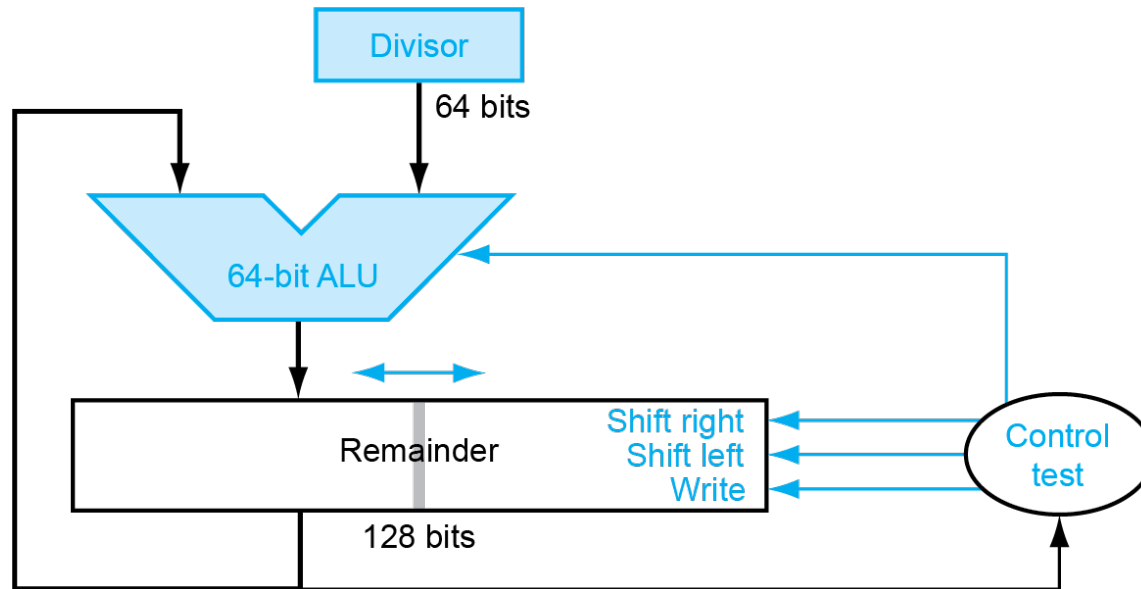 Divisor
64 bits
64-bit ALU
Remainder
Shift right
Shift left
Write
128 bits
Control
test